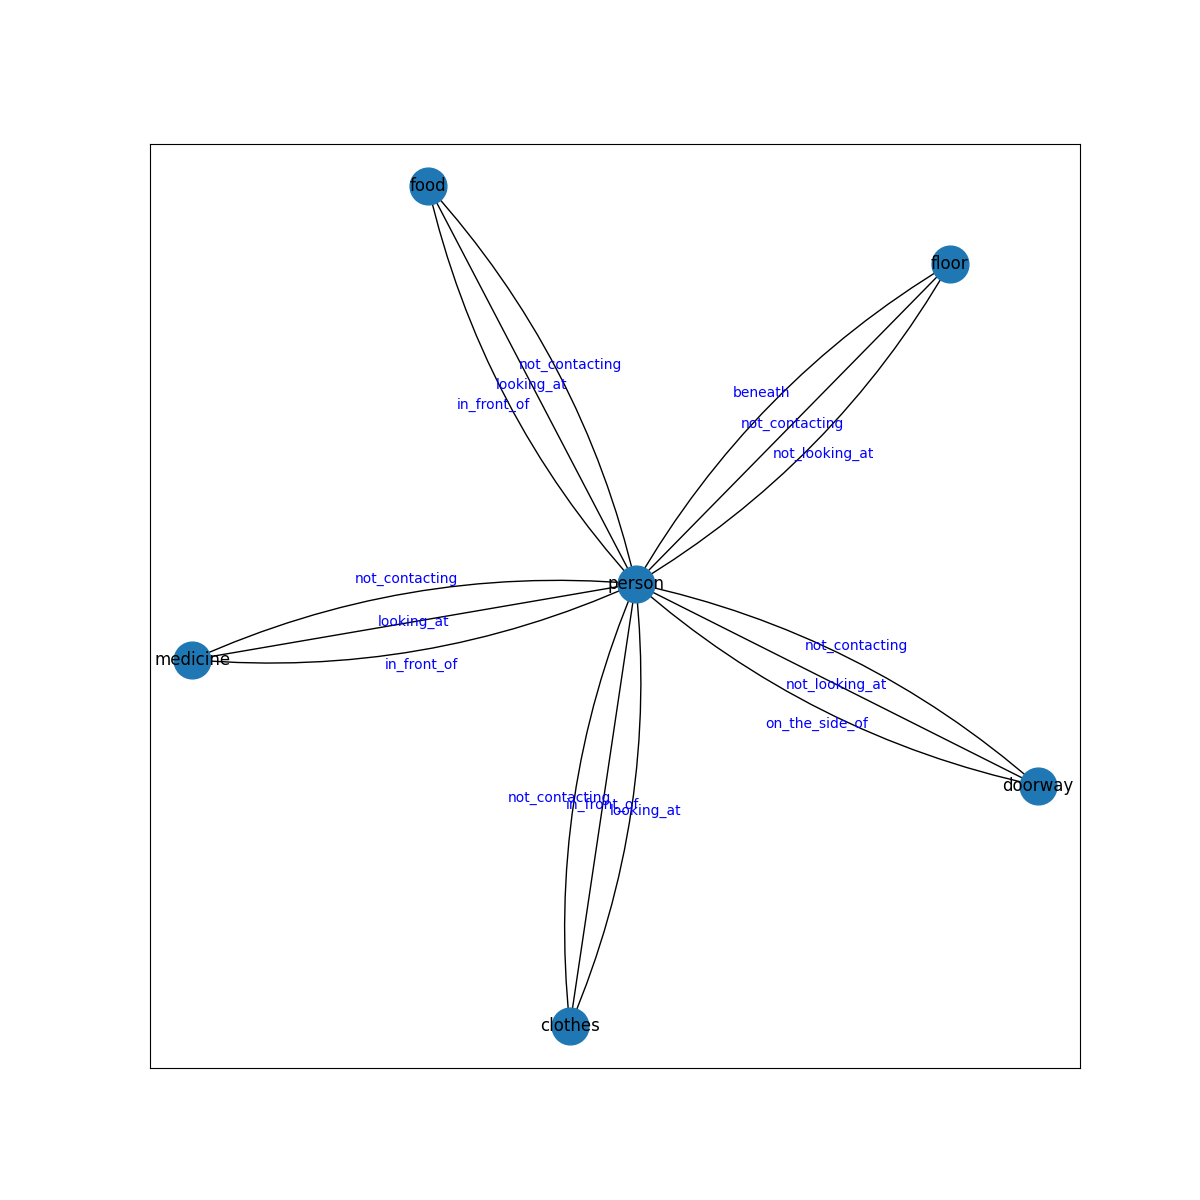 food
floor
not_contacting
looking_at
in_front_of
beneath
not_contacting
not_looking_at
not_contacting
looking_at
in_front_of
person
medicine
not_contacting
not_looking_at
on_the_side_of
doorway
not_contacting
in_front_of
looking_at
clothes